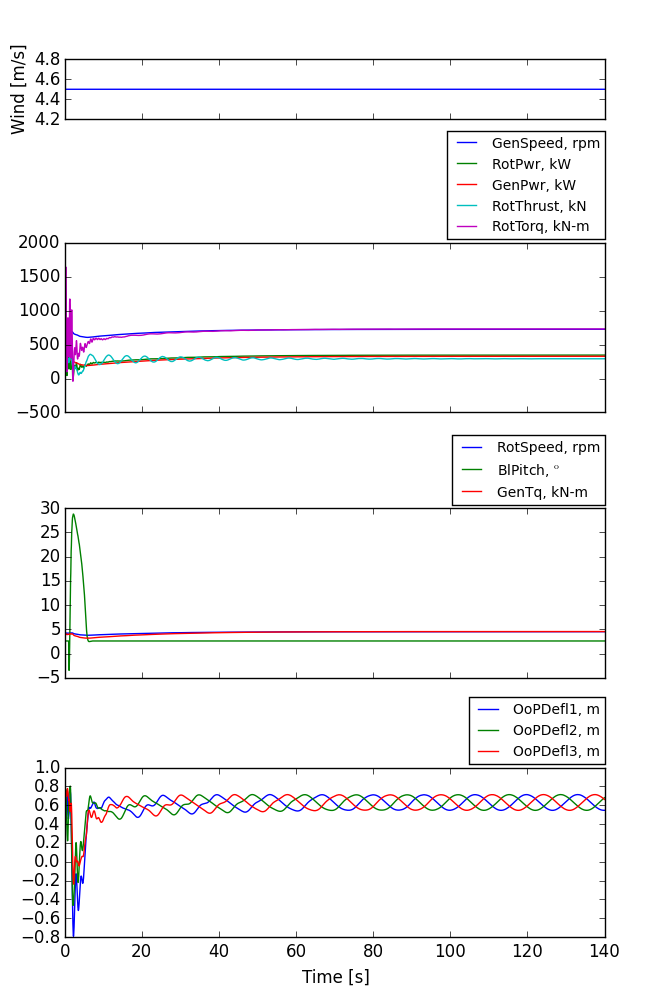 Wind [m/s]
4.8
4.6
4.4
4.2
GenSpeed, rpm
RotPwr, kW
GenPwr, kW
RotThrust, kN
RotTorq, kN-m
2000
1500
1000
500
0
−500
RotSpeed, rpm
BlPitch, °
GenTq, kN-m
30
25
20
15
10
5
0
−5
OoPDefl1, m
OoPDefl2, m
OoPDefl3, m
1.0
0.8
0.6
0.4
0.2
0.0
−0.2
−0.4
−0.6
−0.8
0 20 40 60 80 100 120 140
Time [s]